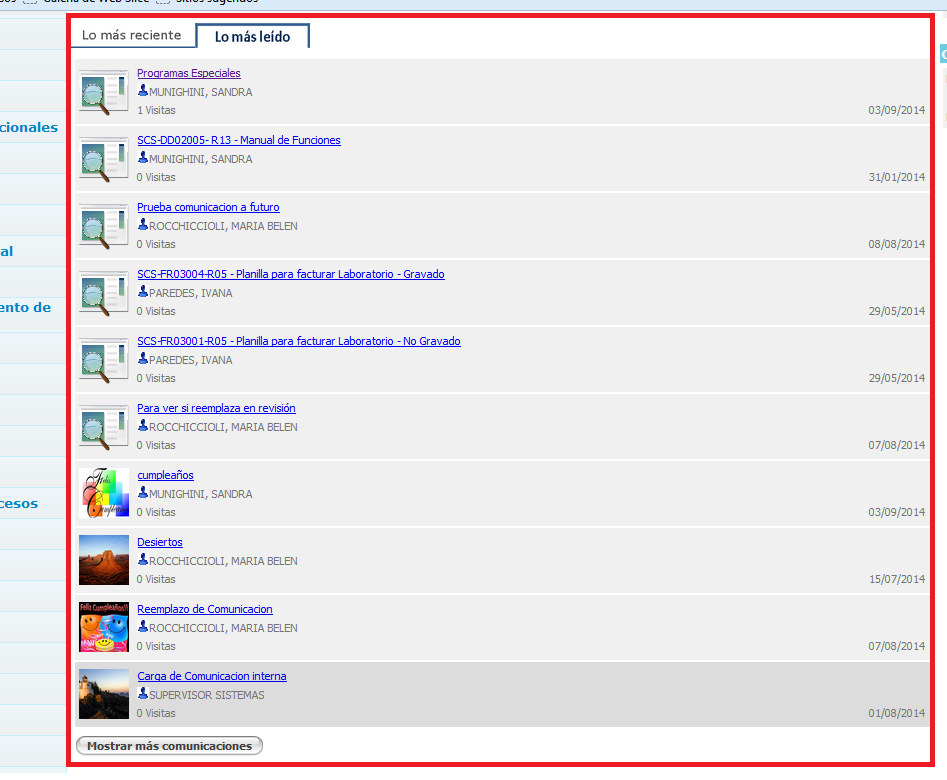 Galería de Web Slice
Sitios sugeridos
cionales
al
ento de
cesos
Lo más reciente
Lo más leído
Programas Especiales
MUNIGHINI, SANDRA
1 Visitas
03/09/2014
SCS-DD02005- R13 - Manual de Funciones
MUNIGHINI, SANDRA
0 Visitas
31/01/2014
Prueba comunicacion a futuro
ROCCHICCIOLI, MARIA BELEN
0 Visitas
08/08/2014
SCS-FR03004-R05 - Planilla para facturar Laboratorio - Gravado
PAREDES, IVANA
0 Visitas
29/05/2014
SCS-FR03001-R05 - Planilla para facturar Laboratorio - No Gravado
PAREDES, IVANA
0 Visitas
29/05/2014
Para ver si reemplaza en revisión
ROCCHICCIOLI, MARIA BELEN
0 Visitas
07/08/2014
Feliz
Cumpleaños
cumpleaños
MUNIGHINI, SANDRA
0 Visitas
03/09/2014
Desiertos
ROCCHICCIOLI, MARIA BELEN
0 Visitas
15/07/2014
Feliz Cumpleaños!!
Reemplazo de Comunicacion
ROCCHICCIOLI, MARIA BELEN
0 Visitas
07/08/2014
Carga de Comunicacion interna
SUPERVISOR SISTEMAS
0 Visitas
01/08/2014
Mostrar más comunicaciones